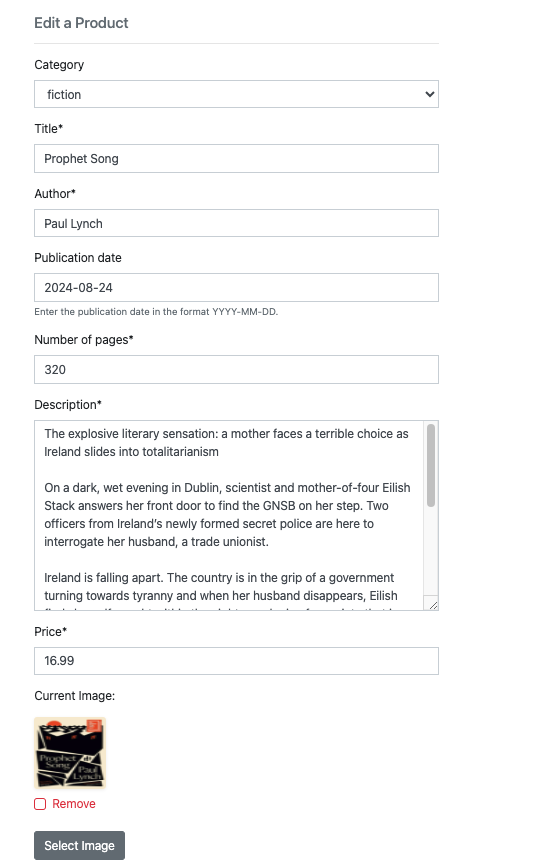 Edit a Product
Category
fiction
Title*
Prophet Song
Author*
Paul Lynch
Publication date
2024-08-24
Enter the publication date in the format YYYY-MM-DD.
Number of pages*
320
Description*
The explosive literary sensation: a mother faces a terrible choice as
Ireland slides into totalitarianism
On a dark, wet evening in Dublin, scientist and mother-of-four Eilish
Stack answers her front door to find the GNSB on her step. Two
officers from Ireland’s newly formed secret police are here to
interrogate her husband, a trade unionist.
Ireland is falling apart. The country is in the grip of a government
turning towards tyranny and when her husband disappears, Eilish
Price*
16.99
Current Image:
Prophet
Song
Paul
Lynch
Remove
Select Image